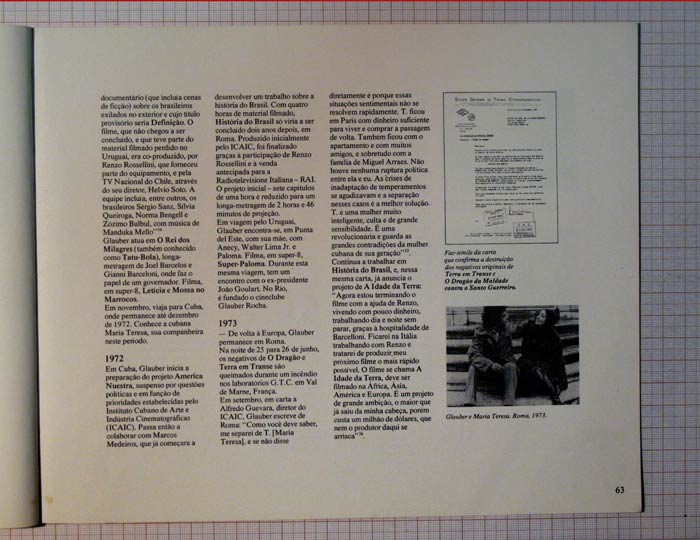 documentário (que incluía cenas
de ficção) sobre os brasileiros
exilados no exterior e cujo título
provisório seria Definição. O
filme, que não chegou a ser
concluído, e que teve parte do
material filmado perdido no
Uruguai, era co-produzido, por
Renzo Rossellini, que forneceu
parte do equipamento, e pela
TV Nacional do Chile, através
do seu diretor, Helvio Soto. A
equipe incluía, entre outros, os
brasileiros Sergio Saxz, Silvia
Queiroga, Norma Bengell e
Zózimo Bulbul, com música de
Manduka Mello"
Glauber atua em O Rei dos
Milagres (também conhecido
como Tatu-Bola), longa-
metragem de Joel Barcelos e
Gianni Barceloni, onde faz o
papel de um governador. Filma,
em super-8, Leticia e Mossa no
Marrocos.
Em novembro, viaja para Cuba,
onde permanece até dezembro
de 1972. Conhece a cubana
Maria Teresa, sua companheira
neste período.
1972
Em Cuba, Glauber inicia a
preparação do projeto America
Nuestra, suspenso por questões
políticas e em função de
prioridades estabelecidas pelo
Instituto Cubano de Arte e
Indústria Cinematográficas
(ICAIC). Passa então a
colaborar com Marcos
Medeiros, que já começara a
desenvolver um trabalho sobre a
história do Brasil. Com quatro
horas de material filmado,
História do Brasil só viria a ser
concluído dois anos depois, em
Roma. Produzido inicialmente
pelo ICAIC, foi finalizado
graças à participação de Renzo
Rossellini e à venda
antecipada para a
Radiotelevisione Italiana – RAI.
O projeto inicial – sete capítulos
de uma hora é reduzido para um
longa-metragem de 2 horas e 46
minutos de projeção.
Em viagem pelo Uruguai,
Glauber encontra-se, em Punta
del Este, com sua mãe, com
Anecy, Walter Lima Jr. e
Paloma. Filma, em super-8,
Super-Paloma. Durante esta
mesma viagem, tem um
encontro com o ex-presidente
João Goulart. No Rio,
é fundado o cineclube
Glauber Rocha.
1973
— De volta à Europa, Glauber
permanece em Roma.
Na noite de 25 para 26 de junho,
os negativos de O Dragão e
Terra em Transe são
queimados durante um incêndio
nos laboratórios G.T.C. em Val
de Marne, França.
Em setembro, em carta a
Alfredo Guevara, diretor do
ICAIC, Glauber escreve de
Roma: "Como você deve saber,
me separei de T. [Maria
Teresa], e se não disse
diretamente é porque essas
situações sentimentais não se
resolvem rapidamente. T. ficou
em Paris com dinheiro suficiente
para viver e comprar a passagem
de volta. Também ficou com o
apartamento e com muitos
amigos, e sobretudo com a
família de Miguel Arraes. Não
houve nenhuma ruptura política
entre ela e eu. As crises de
inadaptação de temperamentos
se agudizavam e a separação
nesses casos é a melhor solução.
T. é uma mulher muito
inteligente, culta e de grande
sensibilidade. É uma
revolucionária e guarda as
grandes contradições da mulher
cubana de sua geração"
Continua a trabalhar em
História do Brasil, e, nessa
mesma carta, já anuncia o
projeto de A Idade da Terra:
"Agora estou terminando o
filme com a ajuda de Renzo,
vivendo com pouco dinheiro,
trabalhando dia e noite sem
parar, graças à hospitalidade de
Barcelloni. Ficarei na Itália
trabalhando com Renzo e
tratarei de produzir meu
próximo filme o mais rápido
possível. O filme se chama A
Idade da Terra, deve ser
filmado na África, Ásia,
América e Europa. É um projeto
de grande ambição, o maior que
já saiu da minha cabeça, porém
custa um milhão de dólares, que
nem o produtor daqui se
arrisca"
Fac-símile da carta
que confirma a destruição
dos negativos originais de
Terra em Transe e
O Dragão da Maldade
contra o Santo Guerreiro.
Glauber e Maria Teresa. Roma, 1973.
63